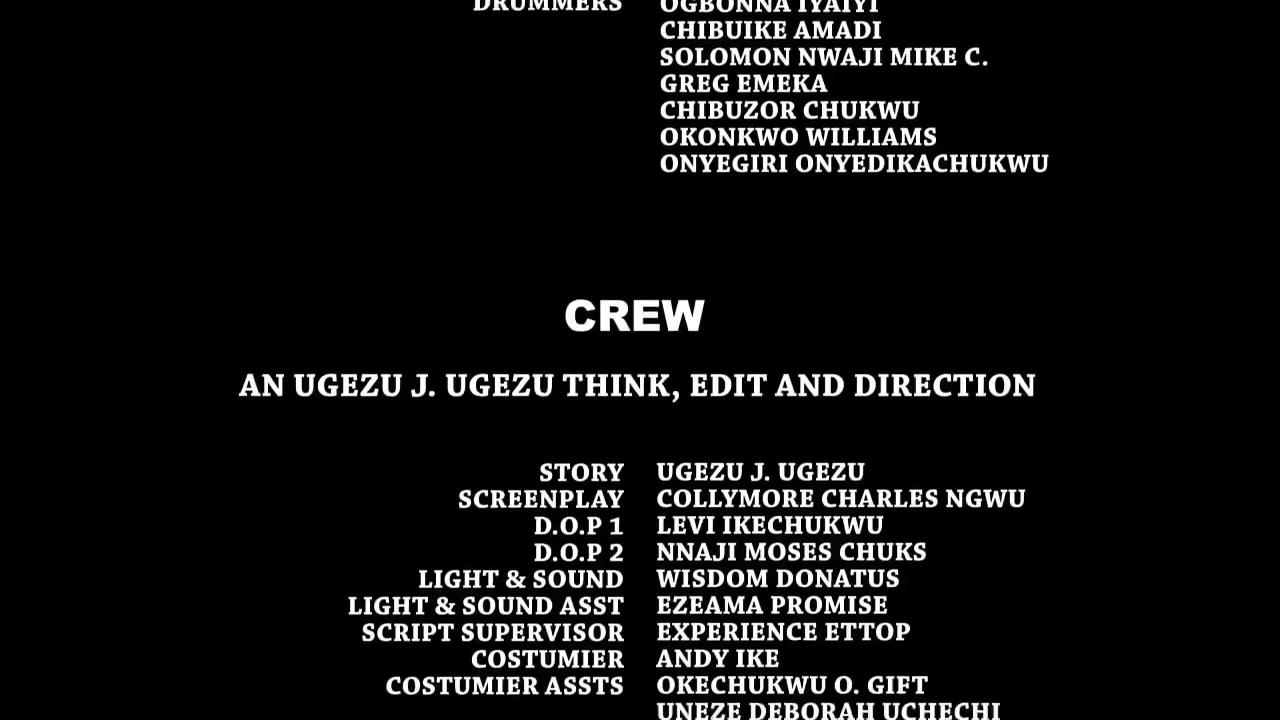 DRUMMERS OGBONNA IYAIYI
CHIBUIKE AMADI
SOLOMON NWAJI MIKE C.
GREG EMEKA
CHIBUZOR CHUKWU
OKONKWO WILLIAMS
ONYEGIRI ONYEDIKACHUKWU
CREW
AN UGEZU J. UGEZU THINK, EDIT AND DIRECTION
STORY UGEZU J. UGEZU
SCREENPLAY COLLYMORE CHARLES NGWU
D.O.P 1 LEVI IKECHUKWU
D.O.P 2 NNAJI MOSES CHUKS
LIGHT & SOUND WISDOM DONATUS
LIGHT & SOUND ASST EZEAMA PROMISE
SCRIPT SUPERVISOR EXPERIENCE ETTOP
COSTUMIER ANDY IKE
COSTUMIER ASSTS OKECHUKWU O. GIFT
UNEZE DEBORAH UCHECHI